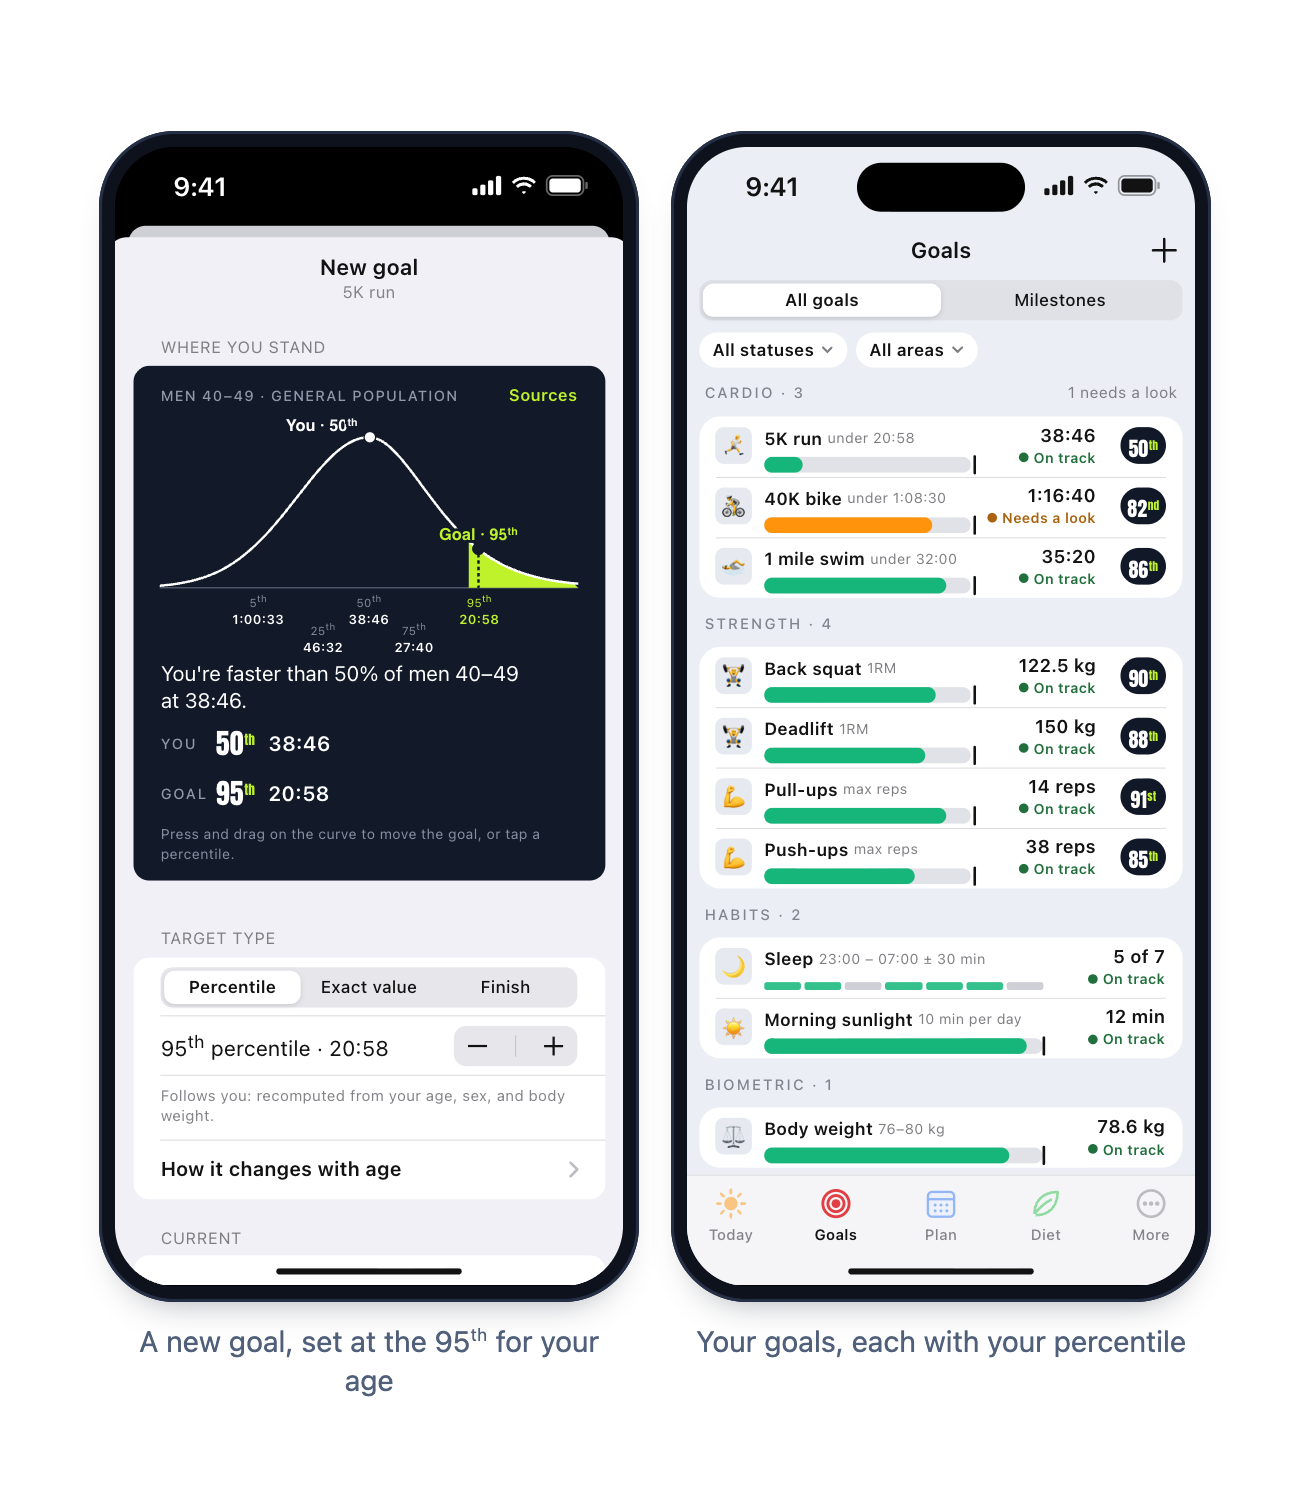 9:41
New goal
5K run
WHERE YOU STAND
MEN 40–49 · GENERAL POPULATION Sources
You · 50th
Goal · 95th
5th 50th 95th
1:00:33 38:46 20:58
25th 75th
46:32 27:40
You're faster than 50% of men 40–49
at 38:46.
YOU 50th 38:46
GOAL 95th 20:58
Press and drag on the curve to move the goal, or tap a
percentile.
TARGET TYPE
Percentile Exact value Finish
95th percentile · 20:58
Follows you: recomputed from your age, sex, and body
weight.
How it changes with age
CURRENT
A new goal, set at the 95th for your
age
9:41
Goals
All goals Milestones
All statuses All areas
CARDIO · 3 1 needs a look
5K run under 20:58 38:46 50th
On track
40K bike under 1:08:30 1:16:40 82nd
Needs a look
1 mile swim under 32:00 35:20 86th
On track
STRENGTH · 4
Back squat 1RM 122.5 kg 90th
On track
Deadlift 1RM 150 kg 88th
On track
Pull-ups max reps 14 reps 91st
On track
Push-ups max reps 38 reps 85th
On track
HABITS · 2
Sleep 23:00 – 07:00 ± 30 min 5 of 7
On track
Morning sunlight 10 min per day 12 min
On track
BIOMETRIC · 1
Body weight 76–80 kg 78.6 kg
On track
Today Goals Plan Diet More
Your goals, each with your percentile